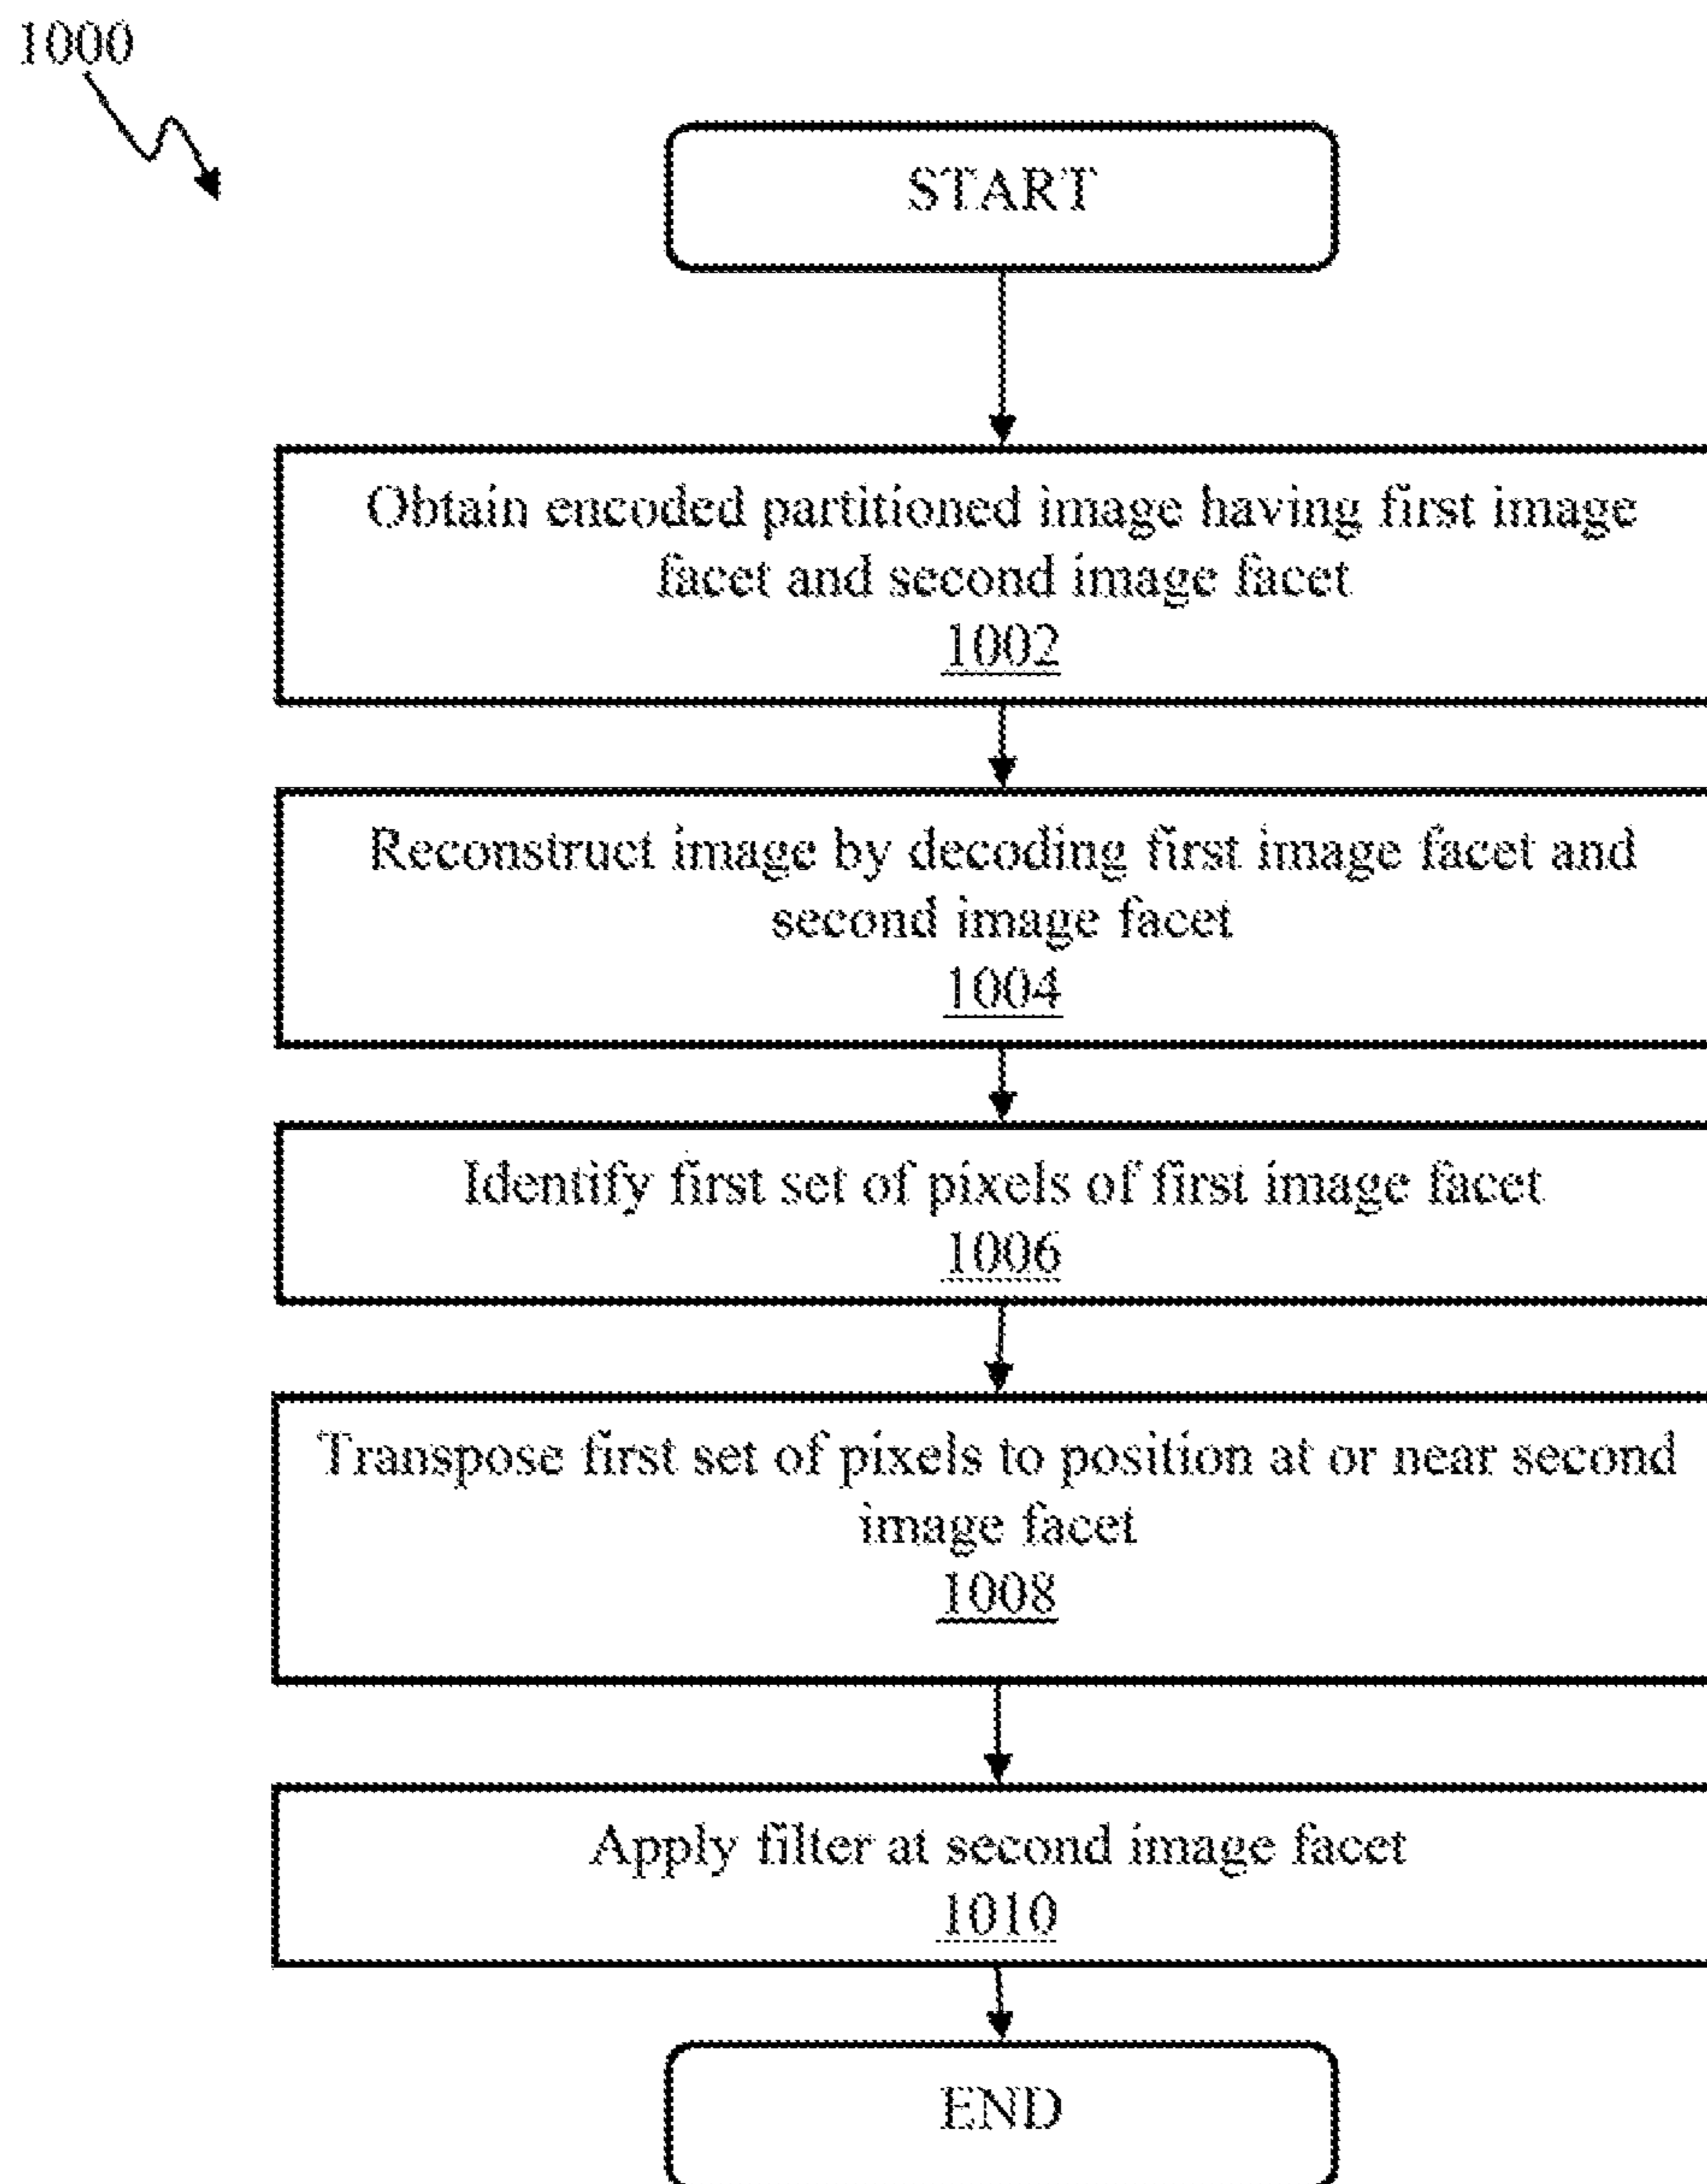 1000
START
Obtain encoded partitioned image having first image
facet and second image facet
1002
Reconstruct image by decoding first image facet and
second image facet
1004
Identify first set of pixels of first image facet
1006
Transpose first set of pixels to position at or near second
image facet
1008
Apply filter at second image facet
1010
END